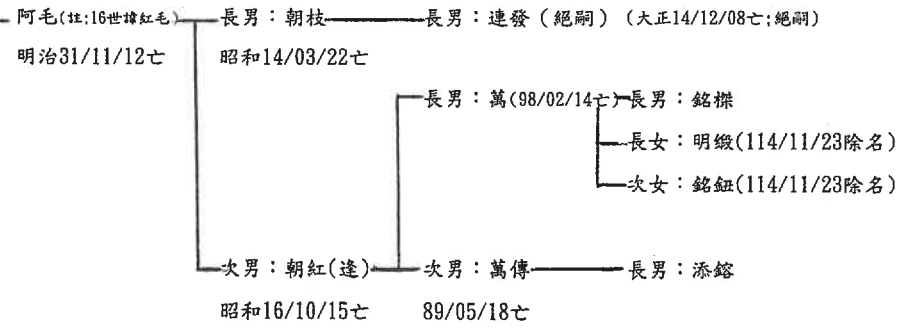 阿毛(註;16世諱紅毛) 長男：朝枝 長男：連發（絕嗣） (大正14/12/08亡;絕嗣)
明治31/11/12亡 昭和14/03/22亡
長男：萬(98/02/14亡) 長男：銘櫸
長女：明緞(114/11/23除名)
次女：銘鈕(114/11/23除名)
次男：朝紅(逢) 次男：萬傳 長男：添鎔
昭和16/10/15亡 89/05/18亡